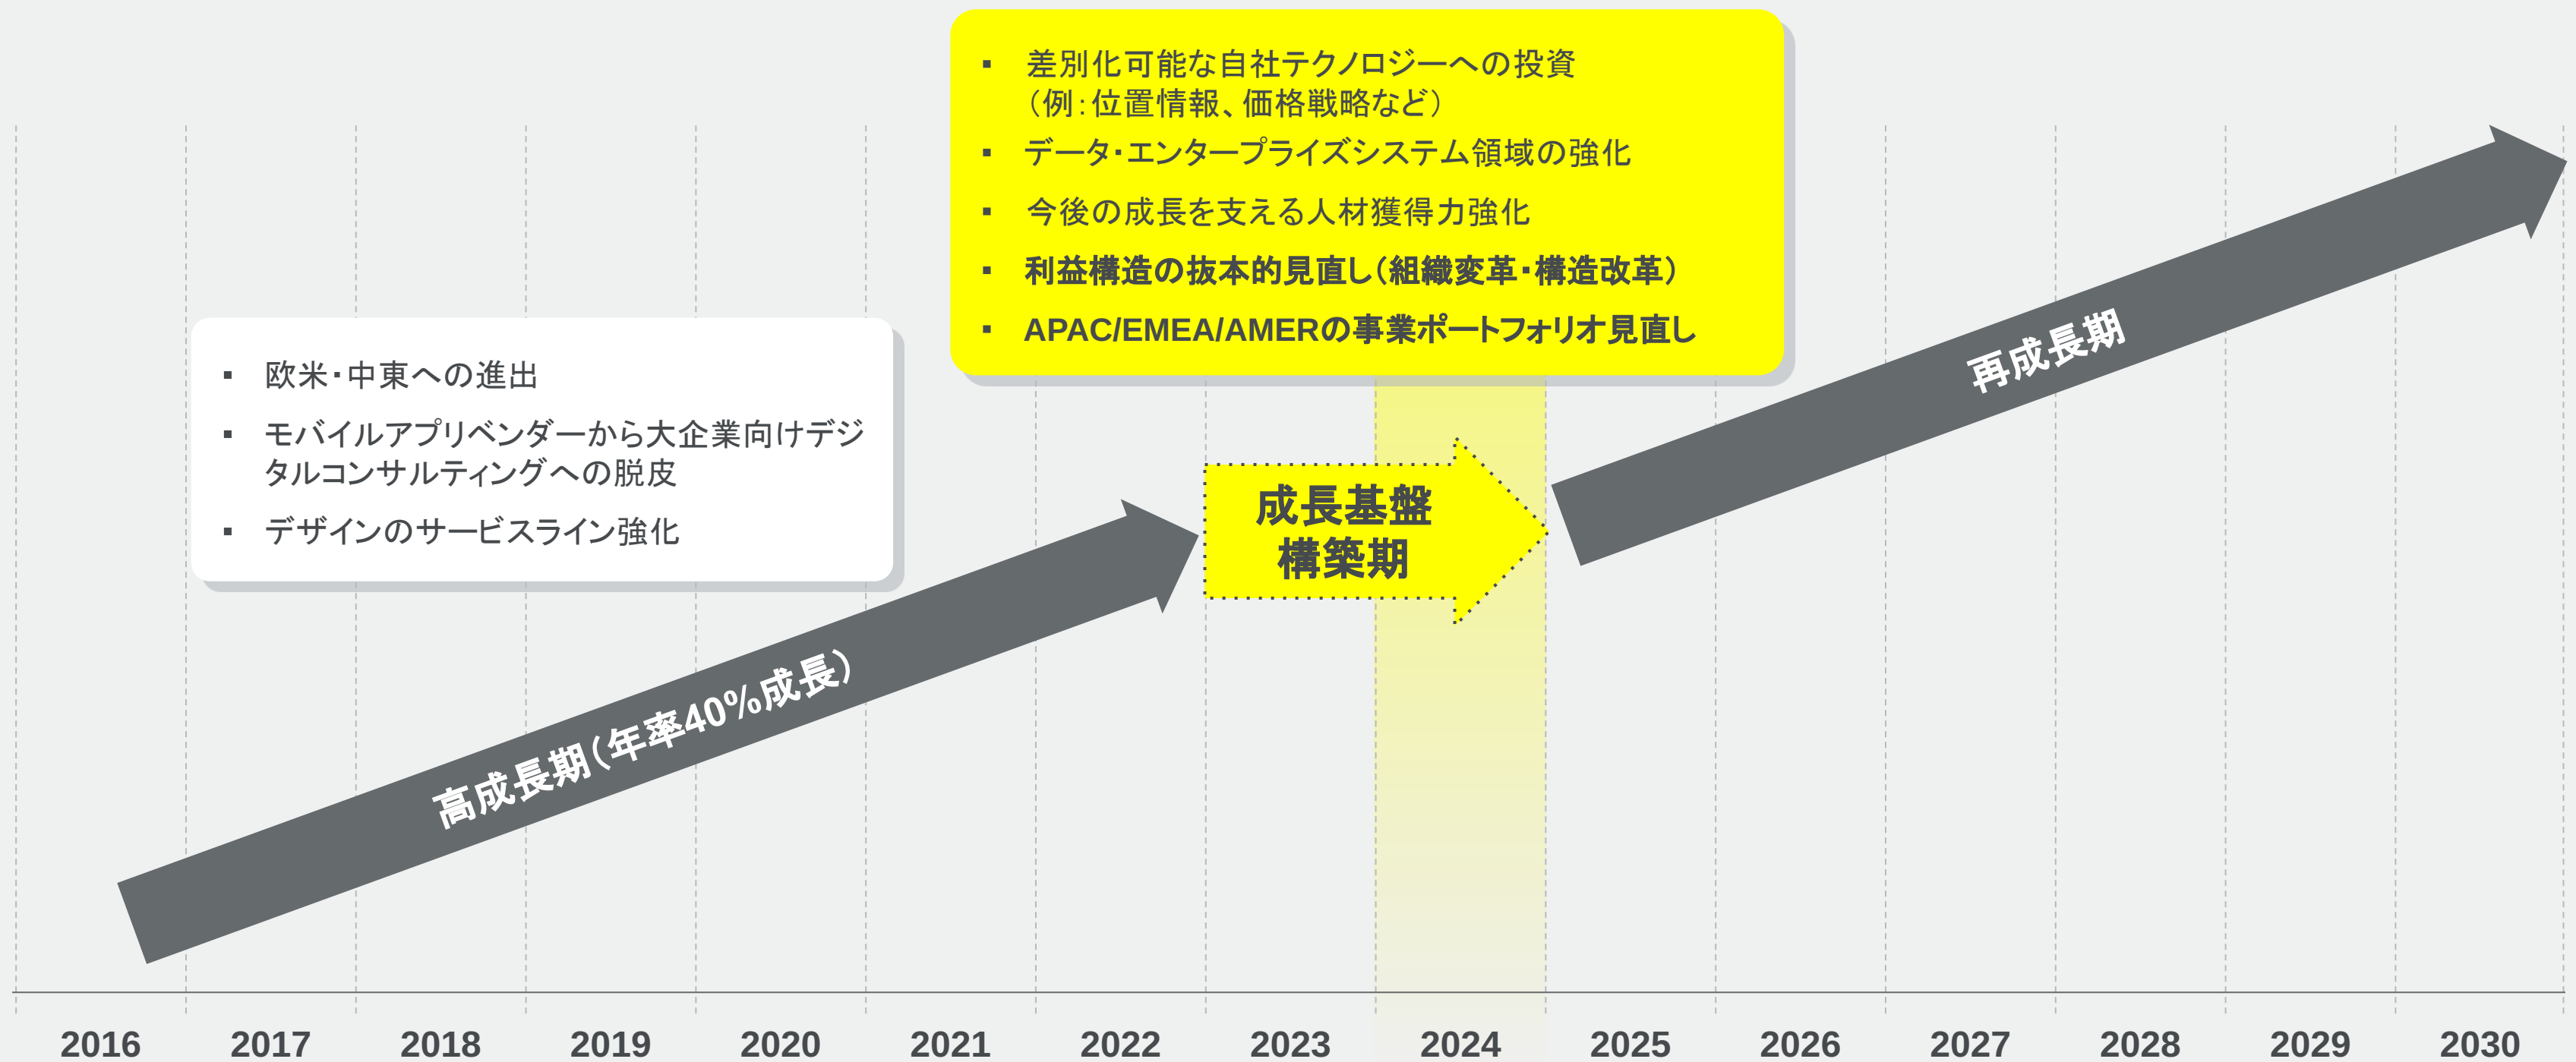 ▪ 差別化可能な自社テクノロジーへの投資
（例：位置情報、価格戦略など）
▪ データ・エンタープライズシステム領域の強化
▪ 今後の成長を支える人材獲得力強化
▪ 利益構造の抜本的見直し（組織変革・構造改革）
▪ APAC/EMEA/AMERの事業ポートフォリオ見直し
▪ 欧米・中東への進出
▪ モバイルアプリベンダーから大企業向けデジ
タルコンサルティングへの脱皮
▪ デザインのサービスライン強化
高成長期（年率40%成長）
成長基盤
構築期
再成長期
2016 2017 2018 2019 2020 2021 2022 2023 2024 2025 2026 2027 2028 2029 2030